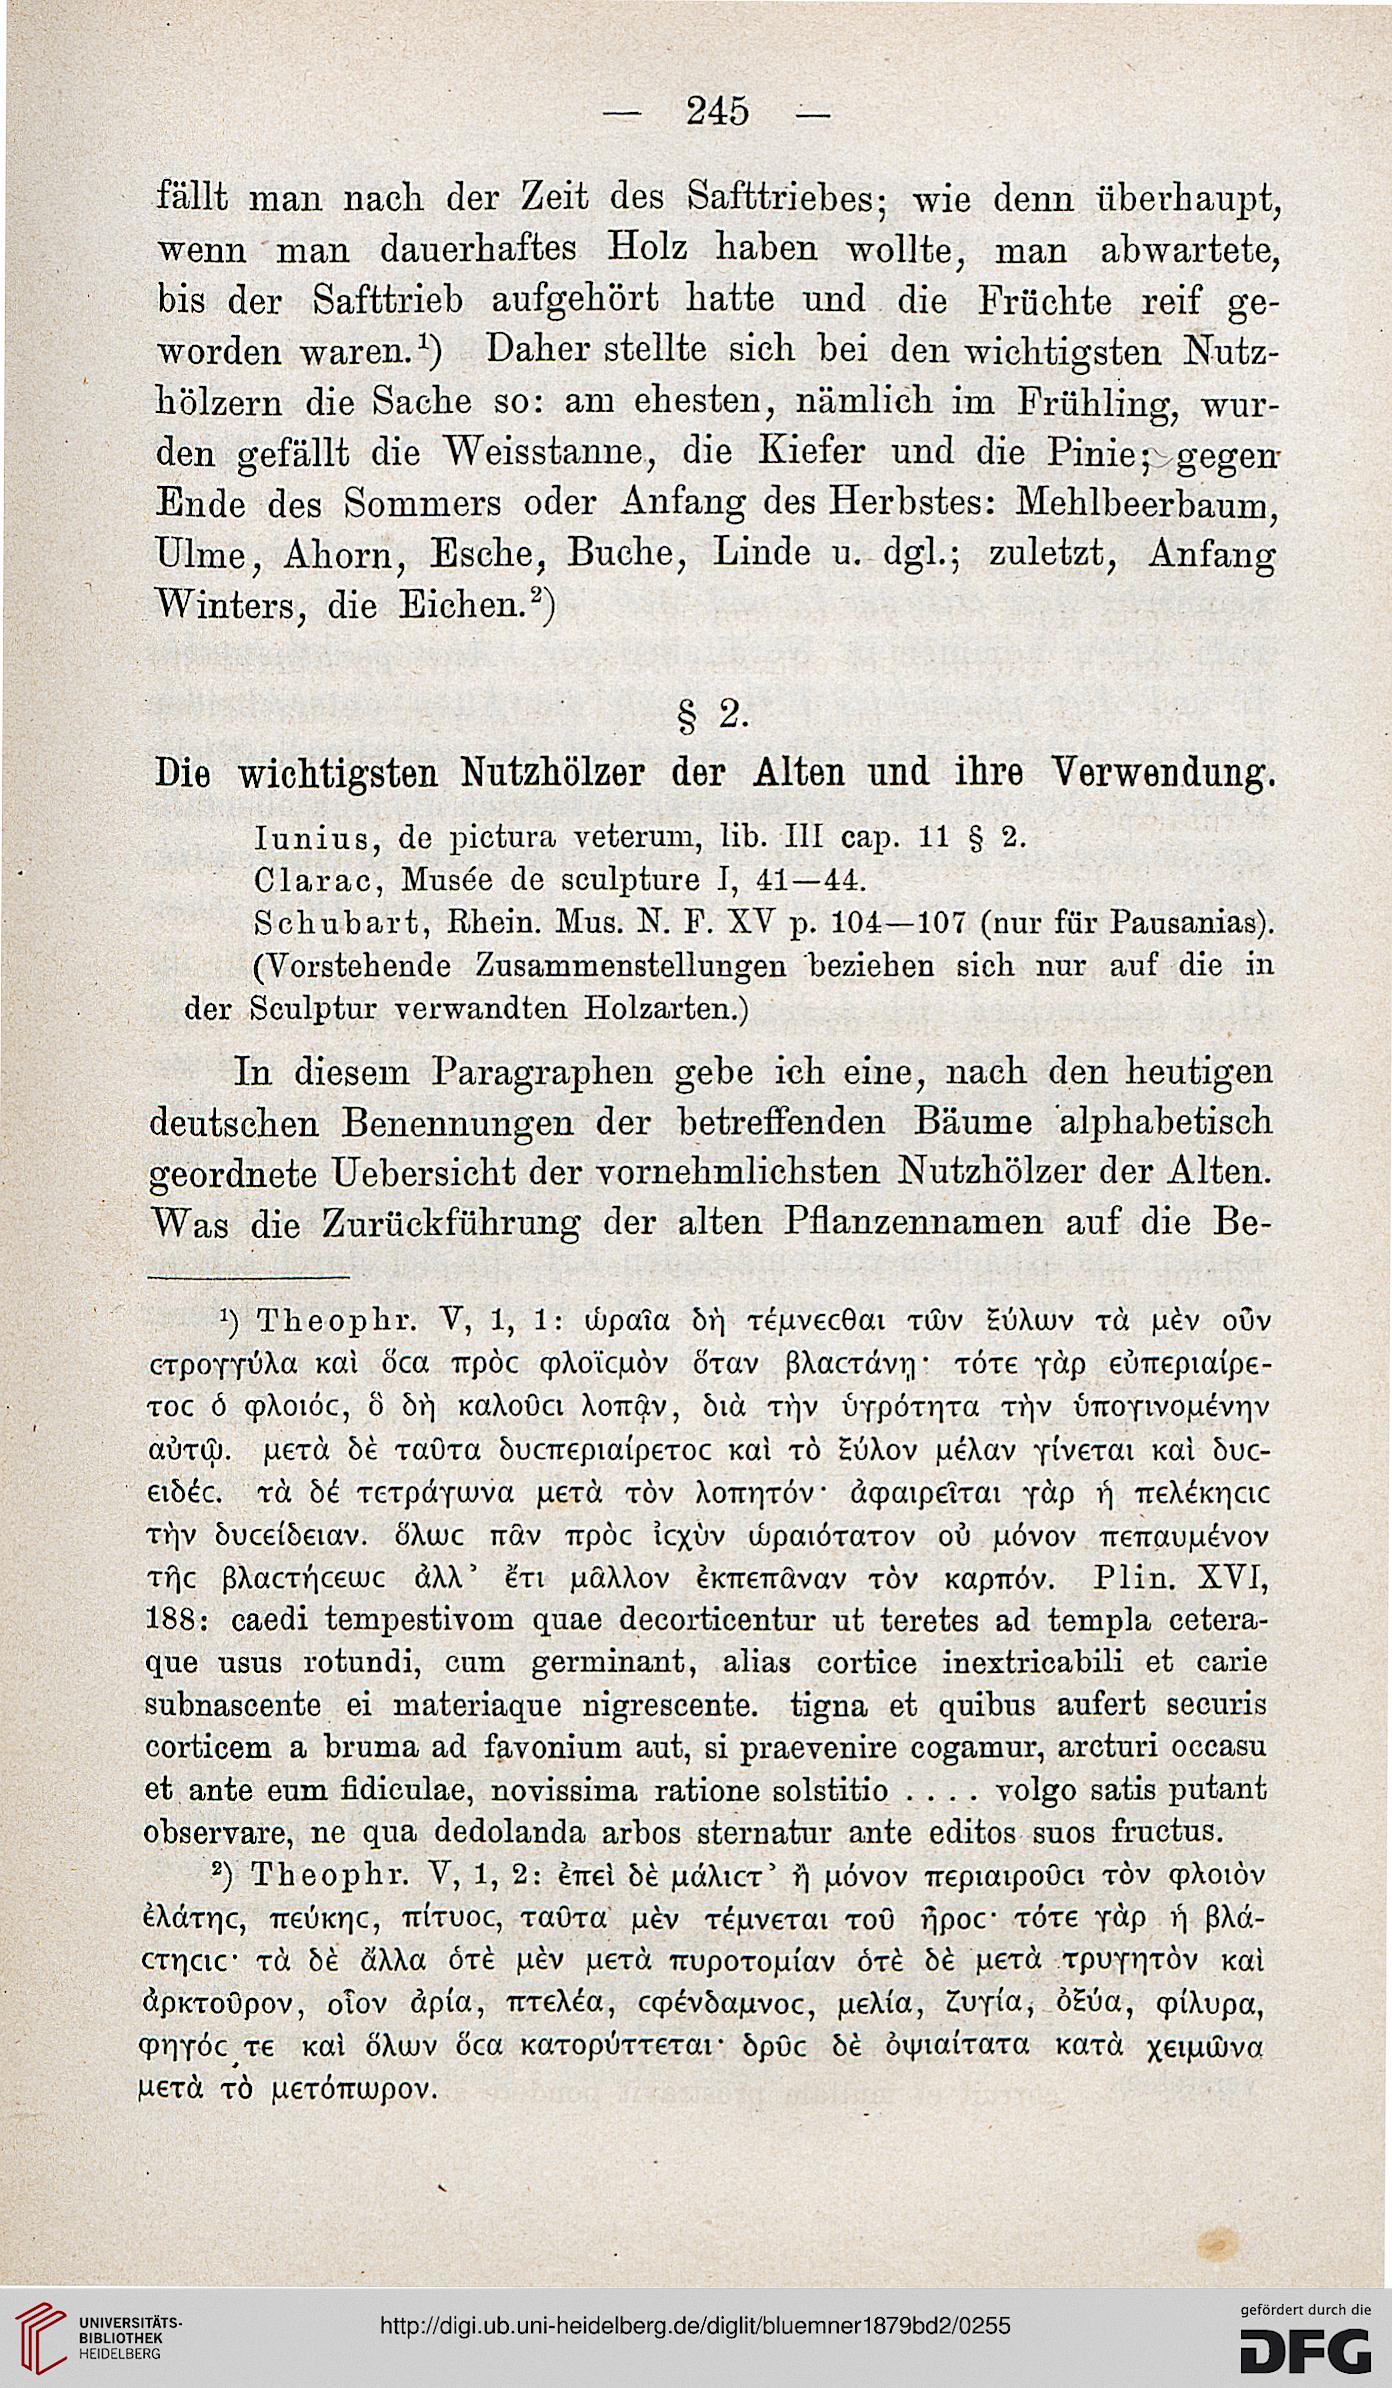 — 245 —
fällt man nach der Zeit des Safttriebes; wie denn überhaupt,
wenn man dauerhaftes Holz haben wollte, man abwartete,
bis der Safttrieb aufgehört hatte und die Früchte reif ge-
worden waren.¹) Daher stellte sich bei den wichtigsten Nutz-
hölzern die Sache so: am ehesten, nämlich im Frühling, wur-
den gefällt die Weisstanne, die Kiefer und die Pinie; gegen
Ende des Sommers oder Anfang des Herbstes: Mehlbeerbaum,
Ulme, Ahorn, Esche, Buche, Linde u. dgl.; zuletzt, Anfang
Winters, die Eichen.²)
§ 2.
Die wichtigsten Nutzhölzer der Alten und ihre Verwendung.
Iunius, de pictura veterum, lib. III cap. 11 § 2.
Clarac, Musée de sculpture I, 41—44.
Schubart, Rhein. Mus. N. F. XV p. 104—107 (nur für Pausanias).
(Vorstehende Zusammenstellungen beziehen sich nur auf die in
der Sculptur verwandten Holzarten.)
In diesem Paragraphen gebe ich eine, nach den heutigen
deutschen Benennungen der betreffenden Bäume alphabetisch
geordnete Uebersicht der vornehmlichsten Nutzhölzer der Alten.
Was die Zurückführung der alten Pflanzennamen auf die Be-
¹) Theophr. V, 1, 1: ὡραῖα δὴ τέμνεϲθαι τῶν ξύλων τὰ μὲν οὖν
ϲτρογγύλα καὶ ὅϲα πρὸϲ φλοϊϲμὸν ὅταν βλαϲτάνῃ· τότε γὰρ εὐπεριαίρε-
τοϲ ὁ φλοιόϲ, ὃ δὴ καλοῦϲι λοπᾷν, διὰ τὴν ὑγρότητα τὴν ὑπογινομένην
αὐτῷ. μετὰ δὲ ταῦτα δυϲπεριαίρετοϲ καὶ τὸ ξύλον μέλαν γίνεται καὶ δυϲ-
ειδέϲ. τὰ δέ τετράγωνα μετὰ τὸν λοπητόν· ἀφαιρεῖται γὰρ ἡ πελέκηϲιϲ
τὴν δυϲείδειαν. ὅλωϲ πᾶν πρὸϲ ἰϲχὺν ὡραιότατον οὐ μόνον πεπαυμένον
τῆϲ βλαϲτήϲεωϲ ἀλλ’ ἔτι μᾶλλον ἐκπεπᾶναν τὸν καρπόν. Plin. XVI,
188: caedi tempestivom quae decorticentur ut teretes ad templa cetera-
que usus rotundi, cum germinant, alias cortice inextricabili et carie
subnascente ei materiaque nigrescente. tigna et quibus aufert securis
corticem a bruma ad favonium aut, si praevenire cogamur, arcturi occasu
et ante eum fidiculae, novissima ratione solstitio . . . . volgo satis putant
observare, ne qua dedolanda arbos sternatur ante editos suos fructus.
²) Theophr. V, 1, 2: ἐπεὶ δὲ μάλιϲτ’ ἢ μόνον περιαιροῦϲι τὸν φλοιὸν
ἐλάτηϲ, πεύκηϲ, πίτυοϲ, ταῦτα μὲν τέμνεται τοῦ ἦροϲ· τότε γὰρ ἡ βλά-
ϲτηϲιϲ· τὰ δὲ ἄλλα ὁτὲ μὲν μετὰ πυροτομίαν ὁτὲ δὲ μετὰ τρυγητὸν καὶ
ἀρκτοῦρον, οἷον ἀρία, πτελέα, ϲφένδαμνοϲ, μελία, ζυγία, ὀξύα, φίλυρα,
φηγόϲ τε καὶ ὅλων ὅϲα κατορύττεται· δρῦϲ δὲ ὀψιαίτατα κατὰ χειμῶνα
μετὰ τὸ μετόπωρον.
UNIVERSITÄTS-
BIBLIOTHEK
HEIDELBERG
http://digi.ub.uni-heidelberg.de/diglit/bluemner1879bd2/0255
gefördert durch die
DFG